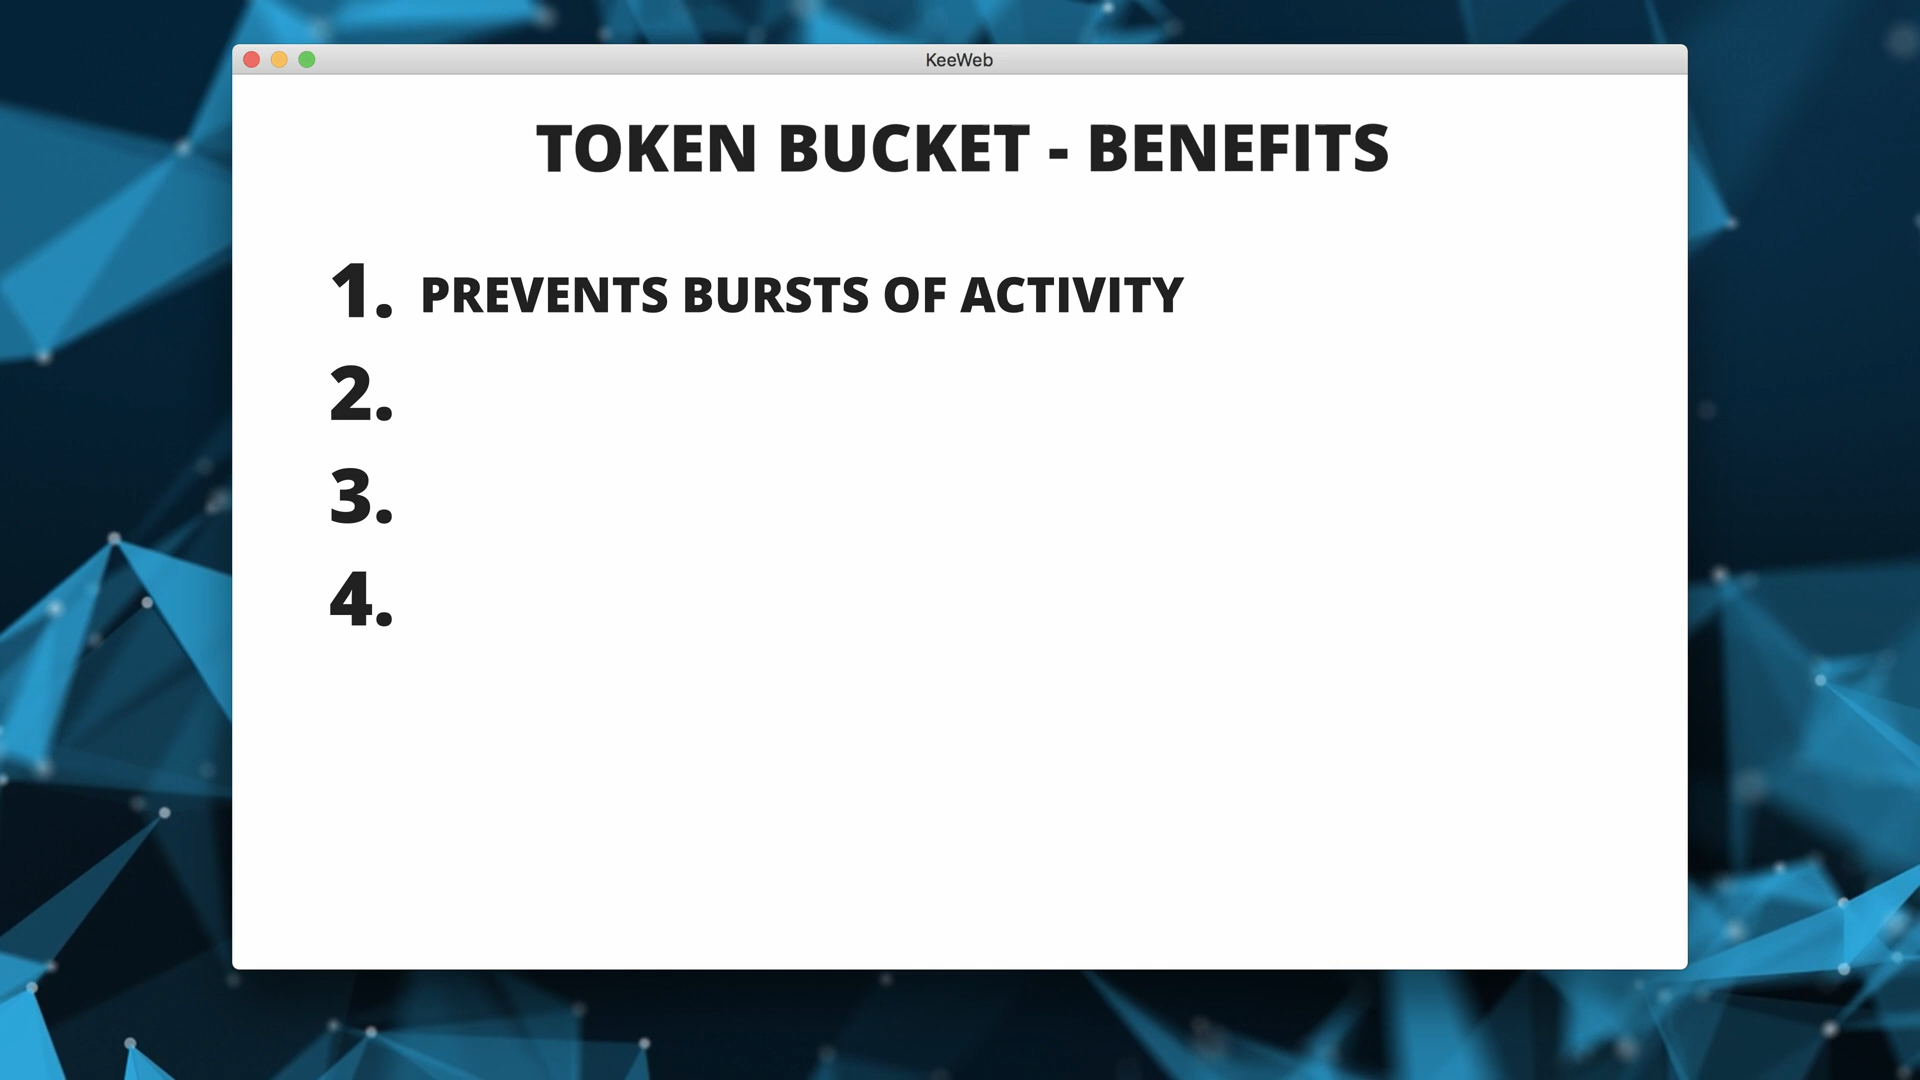 KeeWeb
TOKEN BUCKET - BENEFITS
1. PREVENTS BURSTS OF ACTIVITY
2.
3.
4.